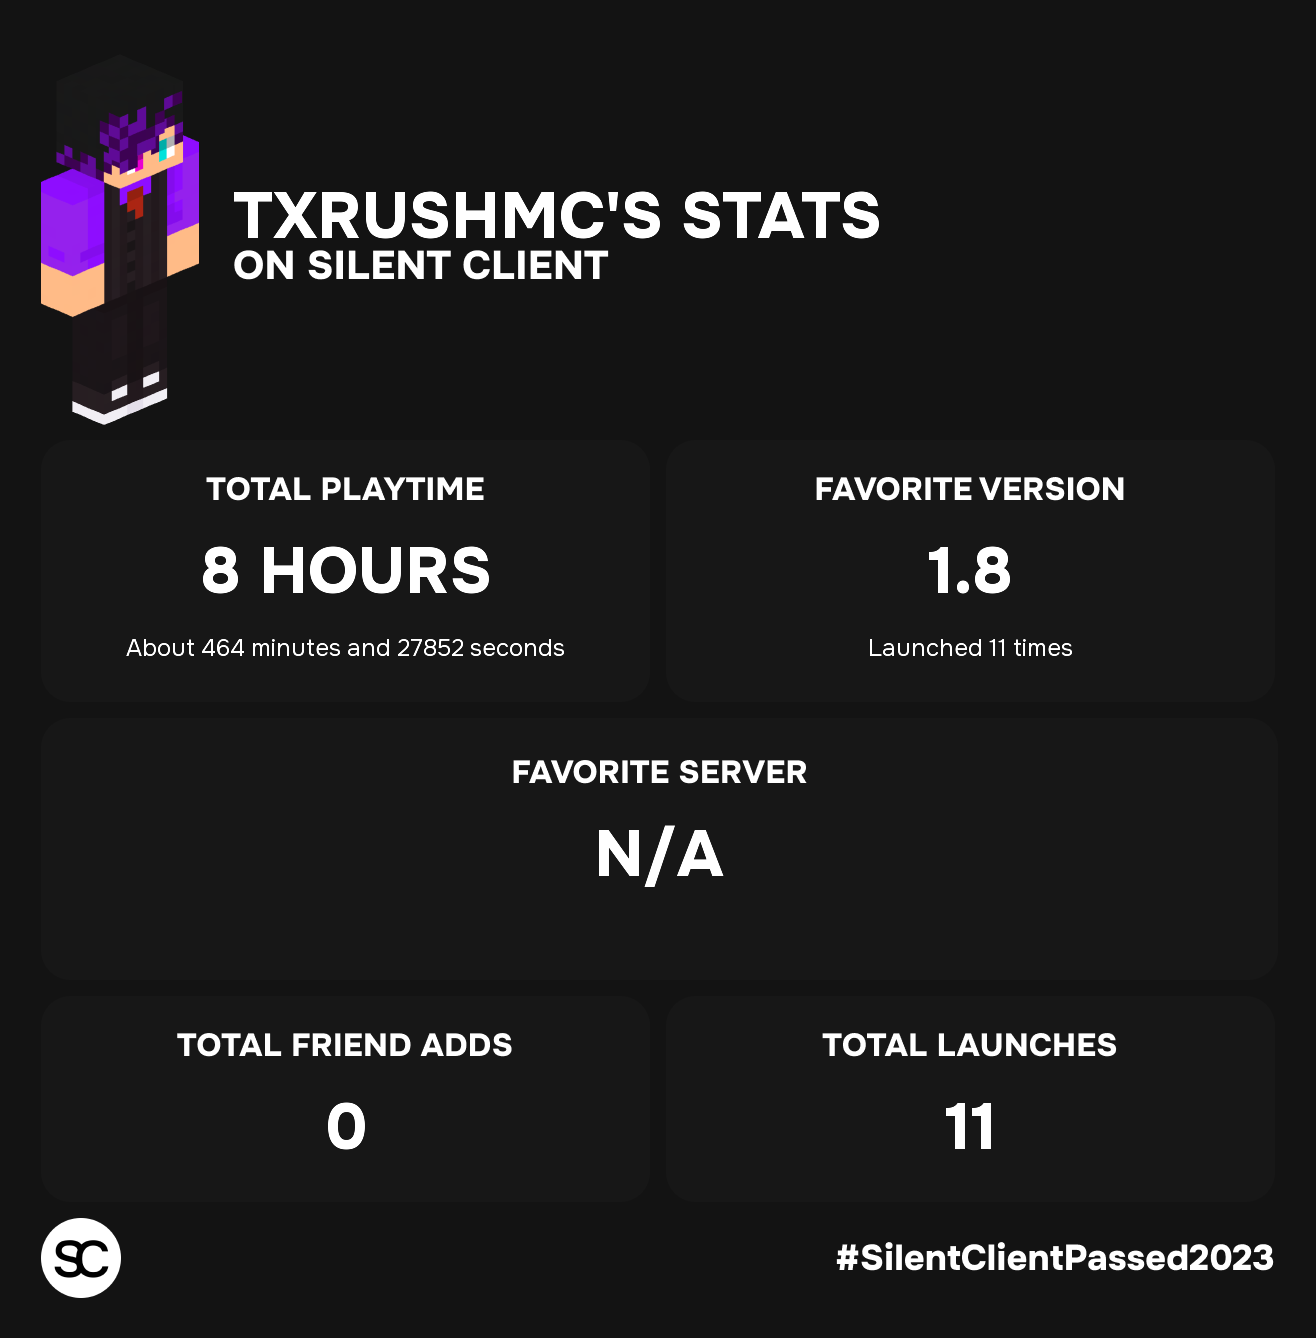 TXRUSHMC'S STATS
ON SILENT CLIENT
TOTAL PLAYTIME
8 HOURS
About 464 minutes and 27852 seconds
FAVORITE VERSION
1.8
Launched 11 times
FAVORITE SERVER
N/A
TOTAL FRIEND ADDS
0
TOTAL LAUNCHES
11
SC
#SilentClientPassed2023